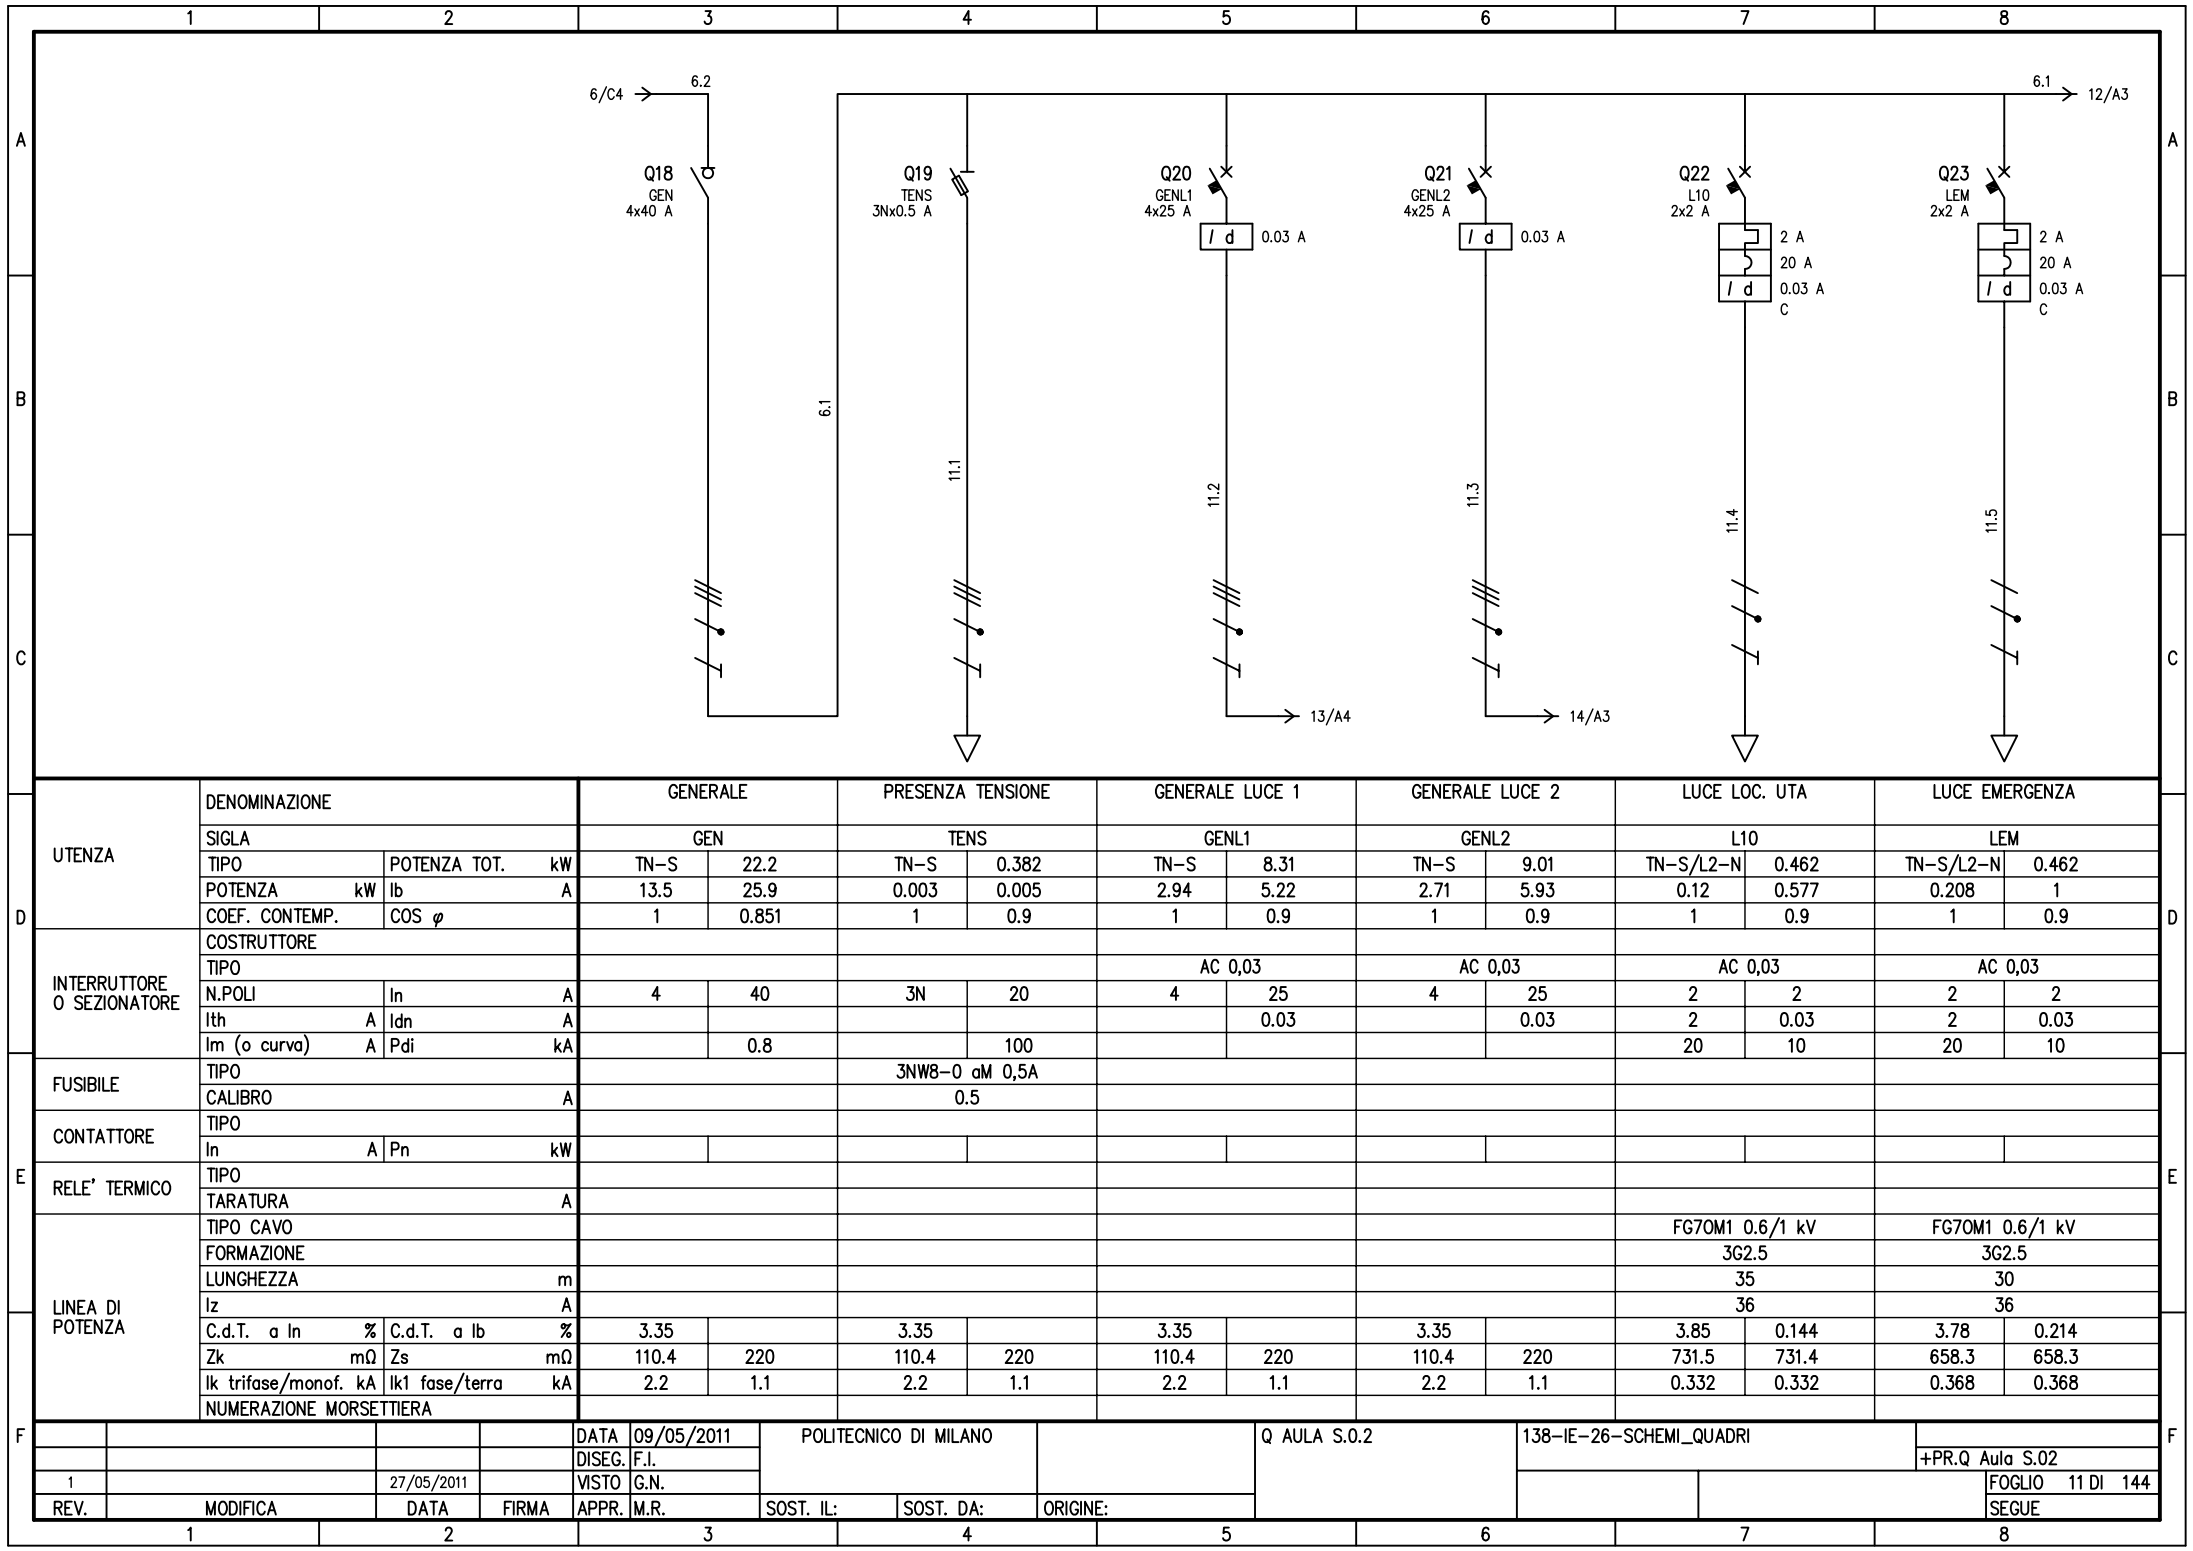 1 2 3 4 5 6 7 8
6/C4 6.2 6.1 12/A3
A A
Q18 Q19 Q20 Q21 Q22 Q23
GEN TENS GENL1 GENL2 L10 LEM
4x40 A 3Nx0.5 A 4x25 A 4x25 A 2x2 A 2x2 A
I d 0.03 A I d 0.03 A 2 A 2 A
20 A 20 A
I d 0.03 A I d 0.03 A
C C
B B
6.1 11.1 11.2 11.3 11.4 11.5
C C
13/A4 14/A3
UTENZA
DENOMINAZIONE GENERALE PRESENZA TENSIONE GENERALE LUCE 1 GENERALE LUCE 2 LUCE LOC. UTA LUCE EMERGENZA
SIGLA GEN TENS GENL1 GENL2 L10 LEM
TIPO POTENZA TOT. kW TN-S 22.2 TN-S 0.382 TN-S 8.31 TN-S 9.01 TN-S/L2-N 0.462 TN-S/L2-N 0.462
POTENZA kW Ib A 13.5 25.9 0.003 0.005 2.94 5.22 2.71 5.93 0.12 0.577 0.208 1
COEF. CONTEMP. COS φ 1 0.851 1 0.9 1 0.9 1 0.9 1 0.9 1 0.9
D D
INTERRUTTORE
O SEZIONATORE
COSTRUTTORE
TIPO AC 0,03 AC 0,03 AC 0,03 AC 0,03
N.POLI In A 4 40 3N 20 4 25 4 25 2 2 2 2
Ith A Idn A 0.03 0.03 2 0.03 2 0.03
Im (o curva) A Pdi kA 0.8 100 20 10 20 10
FUSIBILE
TIPO 3NW8-0 aM 0,5A
CALIBRO A 0.5
CONTATTORE
TIPO
In A Pn kW
E E
RELE' TERMICO
TIPO
TARATURA A
LINEA DI
POTENZA
TIPO CAVO FG7OM1 0.6/1 kV FG7OM1 0.6/1 kV
FORMAZIONE 3G2.5 3G2.5
LUNGHEZZA m 35 30
Iz A 36 36
C.d.T. a In % C.d.T. a Ib % 3.35 3.35 3.35 3.35 3.85 0.144 3.78 0.214
Zk mΩ Zs mΩ 110.4 220 110.4 220 110.4 220 110.4 220 731.5 731.4 658.3 658.3
Ik trifase/monof. kA Ik1 fase/terra kA 2.2 1.1 2.2 1.1 2.2 1.1 2.2 1.1 0.332 0.332 0.368 0.368
NUMERAZIONE MORSETTIERA
F F
DATA 09/05/2011 POLITECNICO DI MILANO Q AULA S.0.2 138-IE-26-SCHEMI_QUADRI
DISEG. F.I. +PR.Q Aula S.02
1 27/05/2011 VISTO G.N. FOGLIO 11 DI 144
REV. MODIFICA DATA FIRMA APPR. M.R. SOST. IL: SOST. DA: ORIGINE: SEGUE
1 2 3 4 5 6 7 8